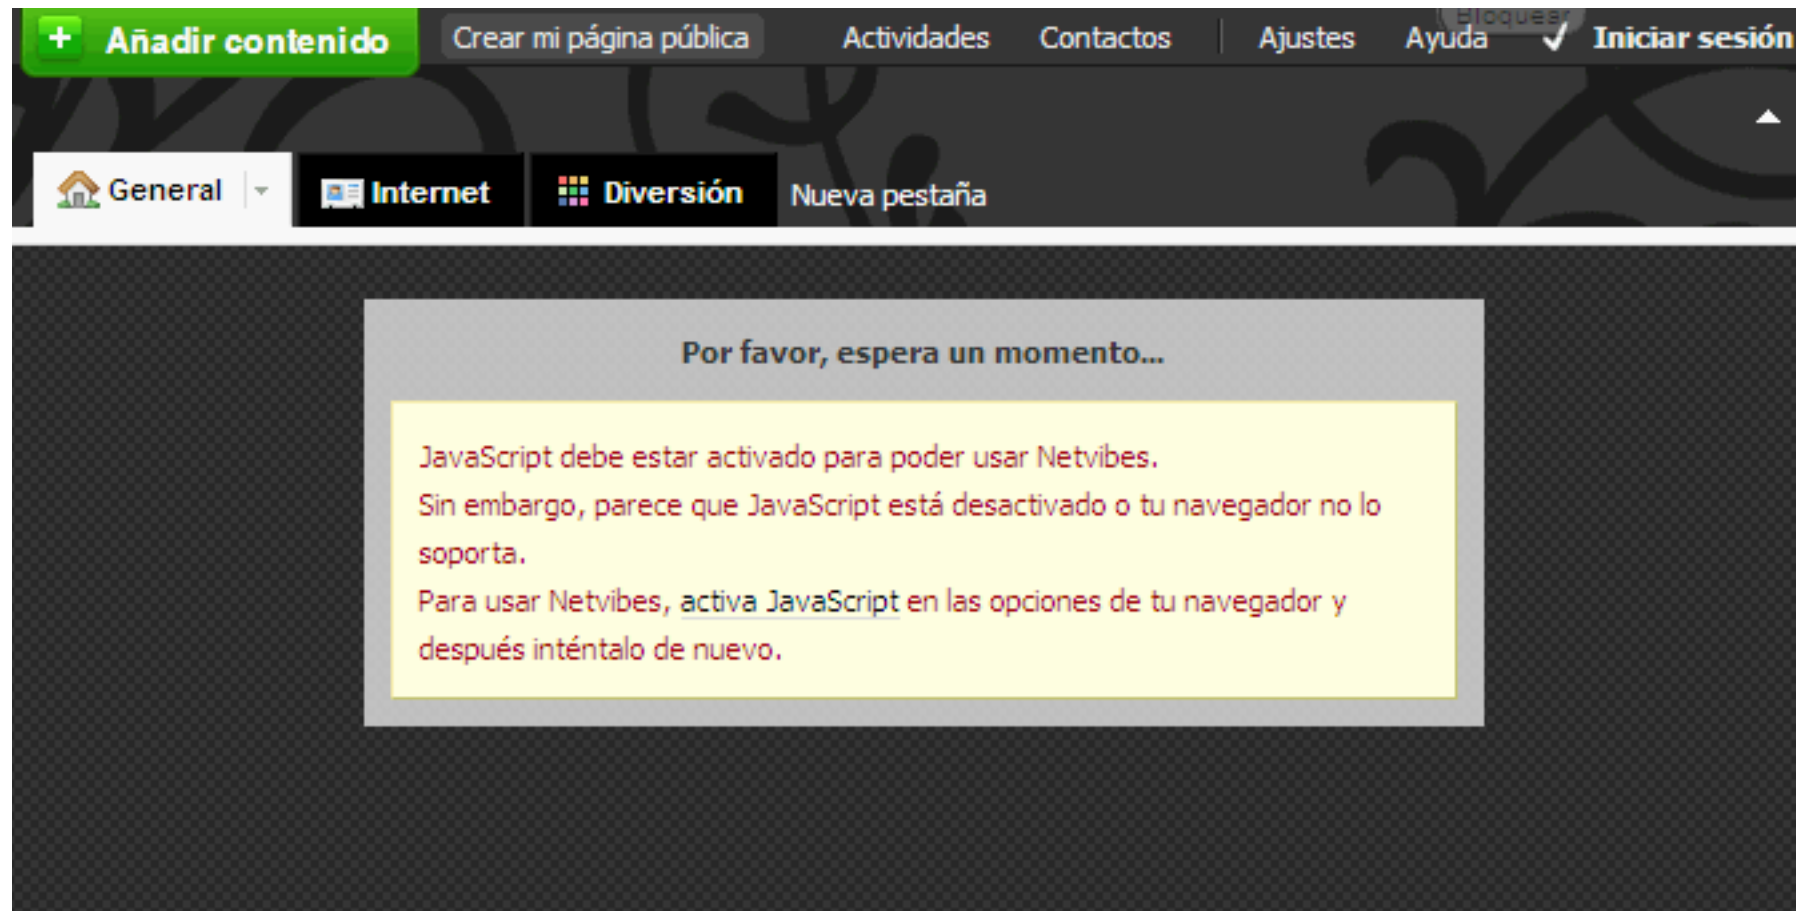 Añadir contenido Crear mi página pública Actividades Contactos Ajustes Ayuda Bloquear Iniciar sesión
General Internet Diversión Nueva pestaña
Por favor, espera un momento...
JavaScript debe estar activado para poder usar Netvibes.
Sin embargo, parece que JavaScript está desactivado o tu navegador no lo
soporta.
Para usar Netvibes, activa JavaScript en las opciones de tu navegador y
después inténtalo de nuevo.